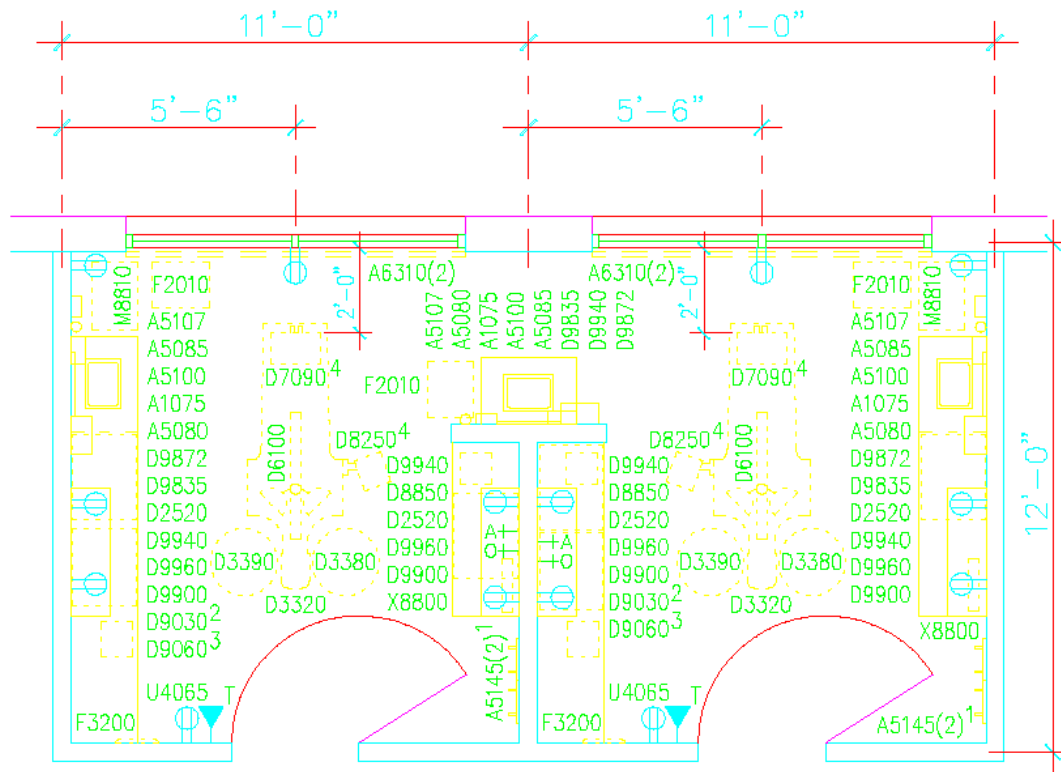 11'-0" 11'-0"
5'-6" 5'-6"
A6310(2) A6310(2)
M8810 F2010 2'-0" A5107 A5080 A1075 A5100 A5085 D9835 D9940 D9872 2'-0" F2010 M8810
A5107 A5107
A5085 A5085
A5100 D7090⁴ F2010 D7090⁴ A5100
A1075 A1075
A5080 D6100 D8250⁴ D8250⁴ D6100 A5080
D9872 D9940 D9940 D9872
D9835 D8850 D8850 D9835
D2520 D2520 D2520 D2520
D9940 A A D9940
D9960 D3390 D3380 D9960 O O D9960 D3390 D3380 D9960
D9900 D9900 D9900 D9900
D9030² D3320 X8800 D9030² D3320
D9060³ D9060³ X8800
U4065 T A5145(2)¹ U4065 T
F3200 F3200 A5145(2)¹
12'-0"